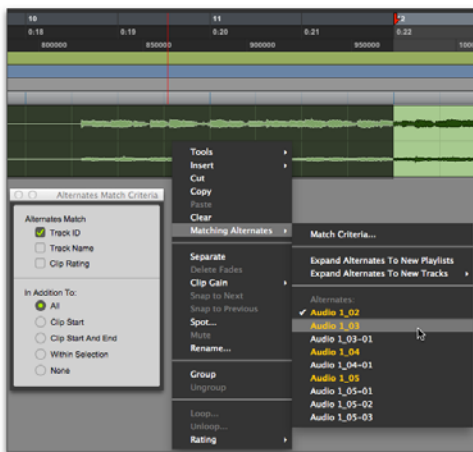 10 11 12
0:18 0:19 0:20 0:21 0:22
800000 850000 900000 950000
Alternates Match Criteria
Alternates Match
Track ID
Track Name
Clip Rating
In Addition To:
All
Clip Start
Clip Start And End
Within Selection
None
Tools
Insert
Cut
Copy
Paste
Clear
Matching Alternates
Separate
Delete Fades
Clip Gain
Snap to Next
Snap to Previous
Spot...
Mute
Rename...
Group
Ungroup
Loop...
Unloop...
Rating
Match Criteria...
Expand Alternates To New Playlists
Expand Alternates To New Tracks
Alternates:
Audio 1_02
Audio 1_03
Audio 1_03-01
Audio 1_04
Audio 1_04-01
Audio 1_05
Audio 1_05-01
Audio 1_05-02
Audio 1_05-03